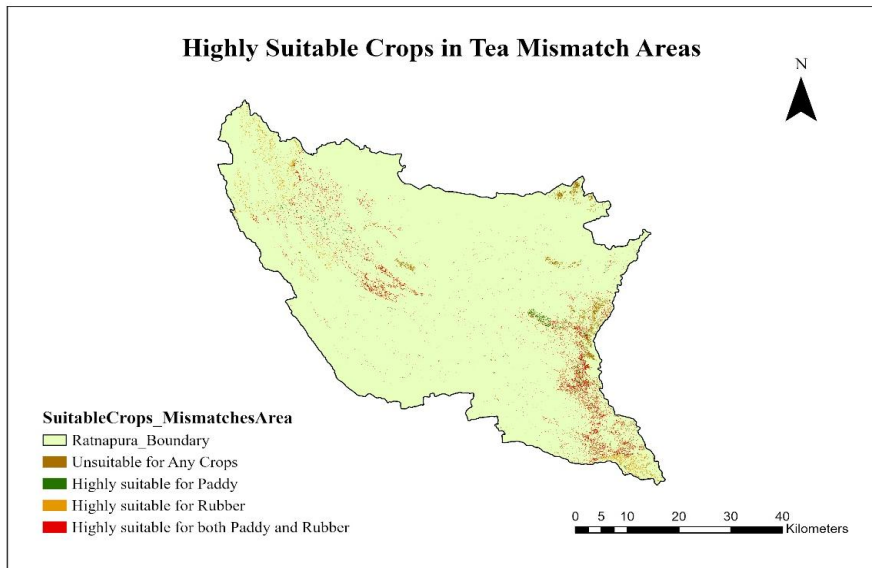 Highly Suitable Crops in Tea Mismatch Areas
N
SuitableCrops_MismatchesArea
Ratnapura_Boundary
Unsuitable for Any Crops
Highly suitable for Paddy
Highly suitable for Rubber
Highly suitable for both Paddy and Rubber
0 5 10 20 30 40
Kilometers